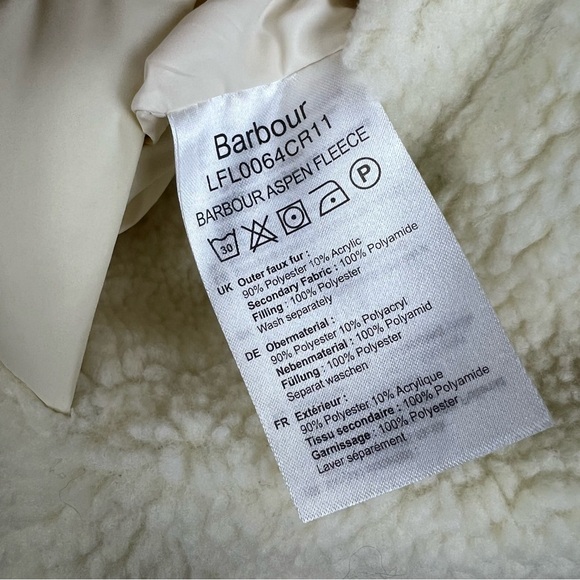 Barbour
LFL0064CR11
BARBOUR ASPEN FLEECE
30 P
UK Outer faux fur :
90% Polyester 10% Acrylic
Secondary Fabric : 100% Polyamide
Filling : 100% Polyester
Wash separately
DE Obermaterial :
90% Polyester 10% Polyacryl
Nebenmaterial : 100% Polyamid
Füllung : 100% Polyester
Separat waschen
FR Extérieur :
90% Polyester 10% Acrylique
Tissu secondaire : 100% Polyamide
Garnissage : 100% Polyester
Laver séparément